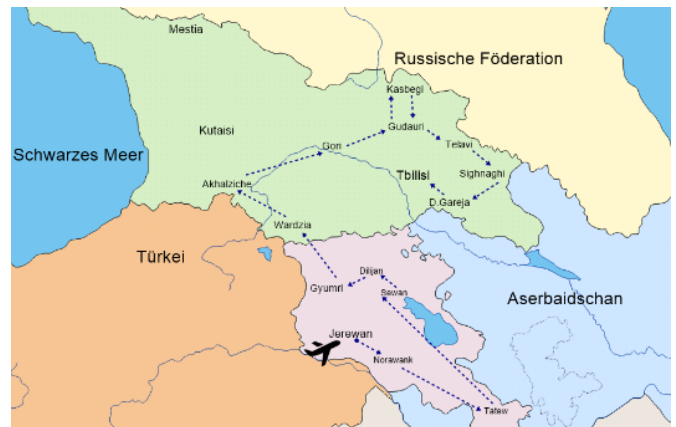 Mestia
Russische Föderation
Kasbegi
Kutaisi
Gudauri
Gori
Telavi
Schwarzes Meer
Sighnaghi
Tbilisi
Akhalziche
D.Gareja
Wardzia
Türkei
Dilijan
Gyumri
Sewan
Aserbaidschan
Jerewan
Norawank
Tatew